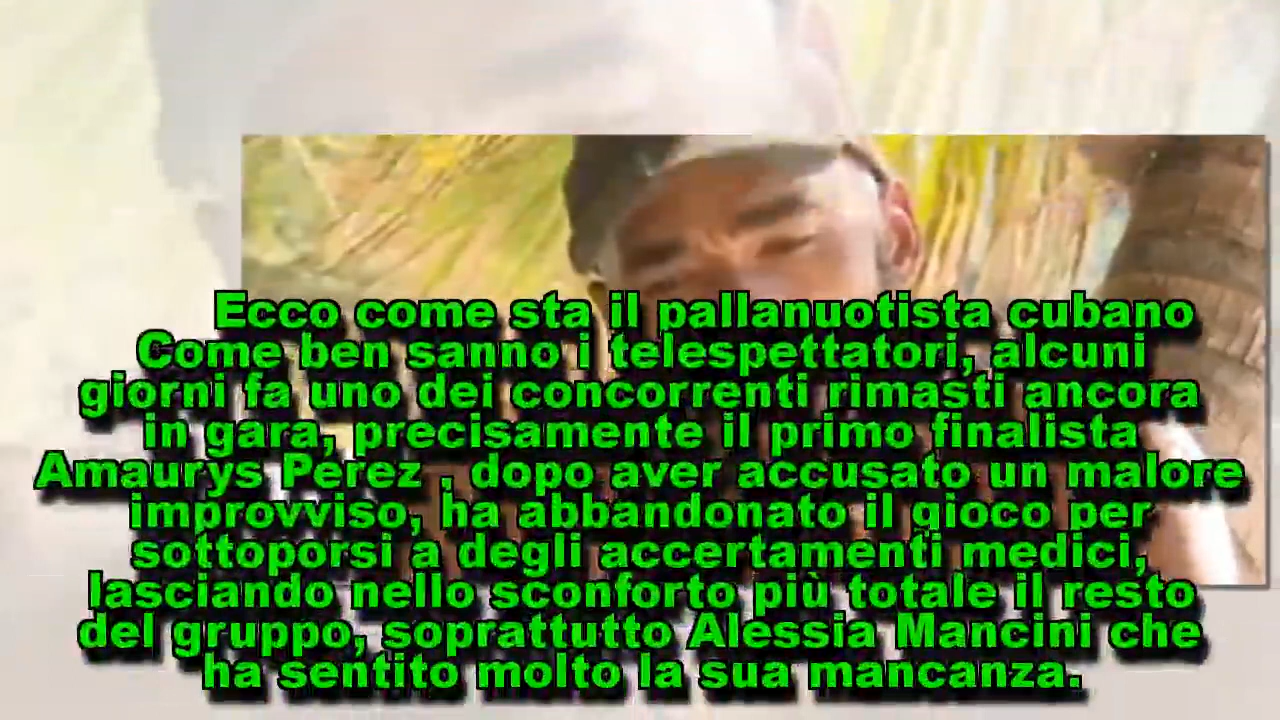 Ecco come sta il pallanuotista cubano
Come ben sanno i telespettatori, alcuni
giorni fa uno dei concorrenti rimasti ancora
in gara, precisamente il primo finalista
Amaurys Perez , dopo aver accusato un malore
improvviso, ha abbandonato il gioco per
sottoporsi a degli accertamenti medici,
lasciando nello sconforto più totale il resto
del gruppo, soprattutto Alessia Mancini che
ha sentito molto la sua mancanza.